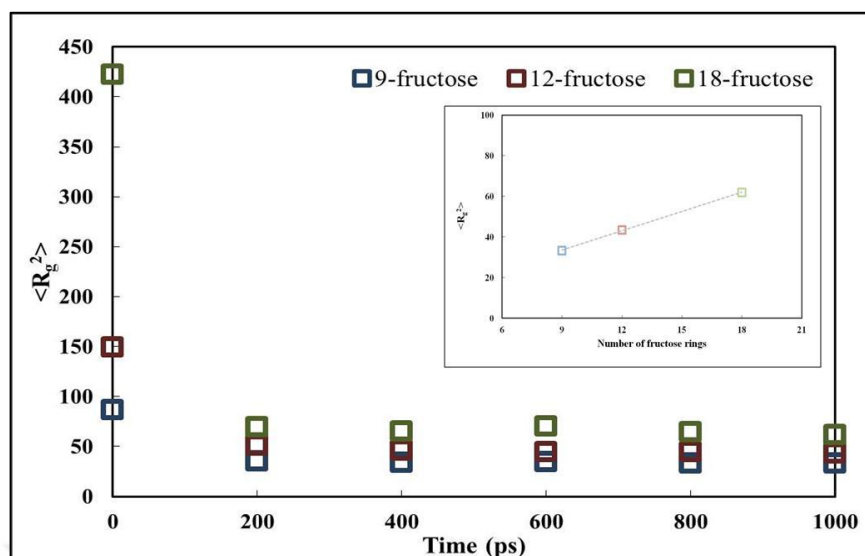 450
400
350
300
250
200
150
100
50
0
<Rg²>
0 200 400 600 800 1000
Time (ps)
9-fructose 12-fructose 18-fructose
100
80
60
40
20
0
<Rg²>
6 9 12 15 18 21
Number of fructose rings